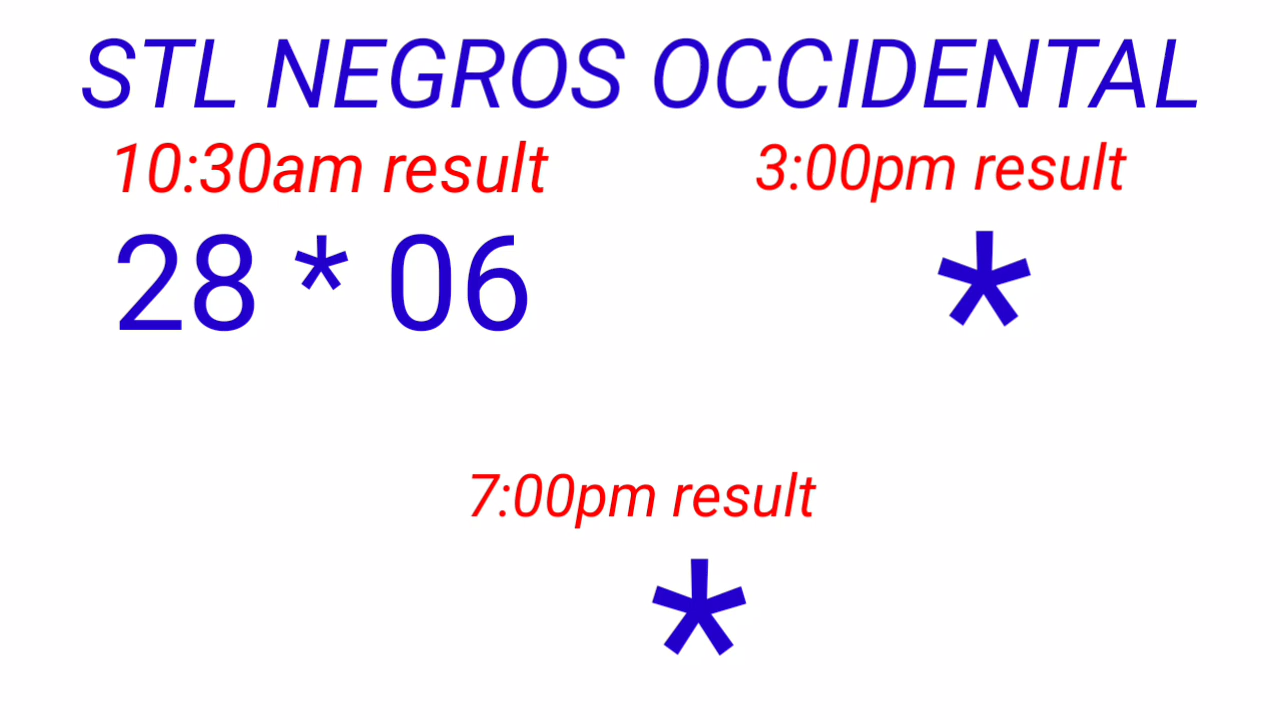 STL NEGROS OCCIDENTAL
10:30am result
28 * 06
3:00pm result
*
7:00pm result
*